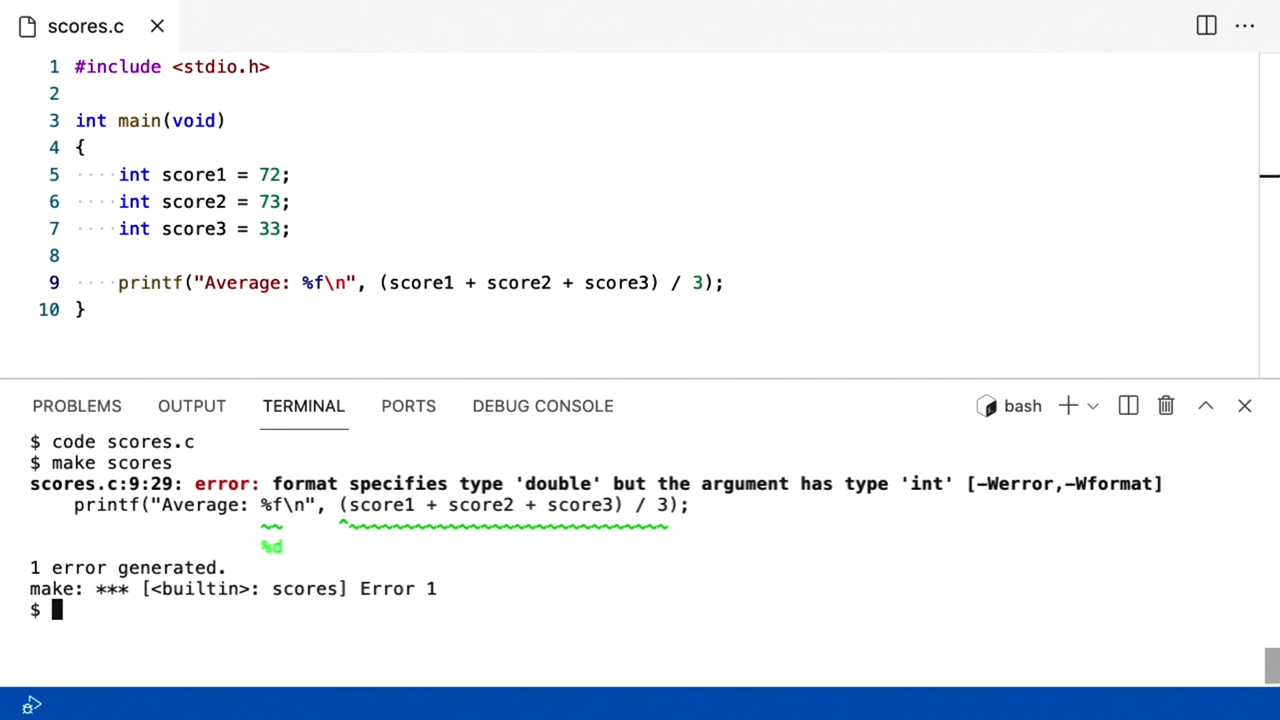 scores.c
1 #include <stdio.h>
2
3 int main(void)
4 {
5 ····int score1 = 72;
6 ····int score2 = 73;
7 ····int score3 = 33;
8
9 ····printf("Average: %f\n", (score1 + score2 + score3) / 3);
10 }
PROBLEMS OUTPUT TERMINAL PORTS DEBUG CONSOLE bash
$ code scores.c
$ make scores
scores.c:9:29: error: format specifies type 'double' but the argument has type 'int' [-Werror,-Wformat]
    printf("Average: %f\n", (score1 + score2 + score3) / 3);
                     ~~     ^~~~~~~~~~~~~~~~~~~~~~~~~~~~~~
                     %d
1 error generated.
make: *** [<builtin>: scores] Error 1
$